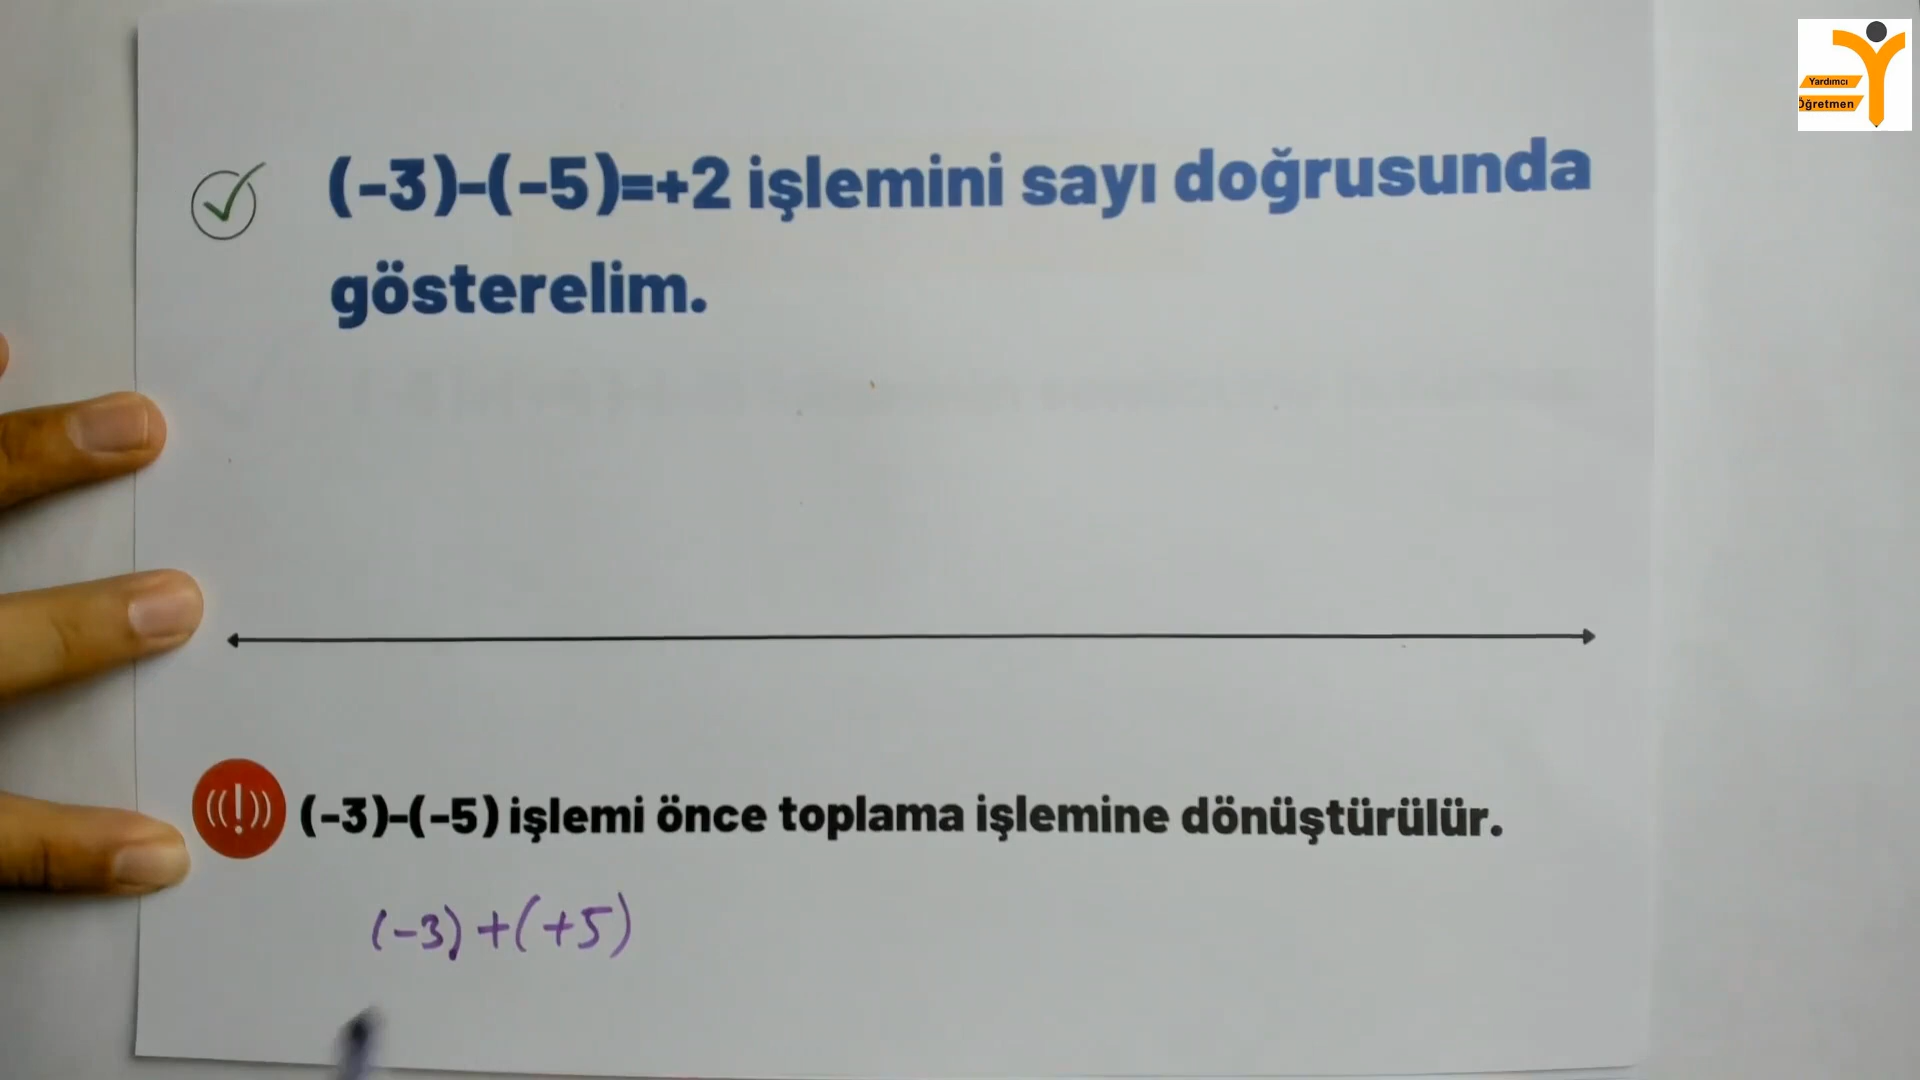 Yardımcı
Öğretmen
(-3)-(-5)=+2 işlemini sayı doğrusunda
gösterelim.
((!)) (-3)-(-5) işlemi önce toplama işlemine dönüştürülür.
(-3)+(+5)